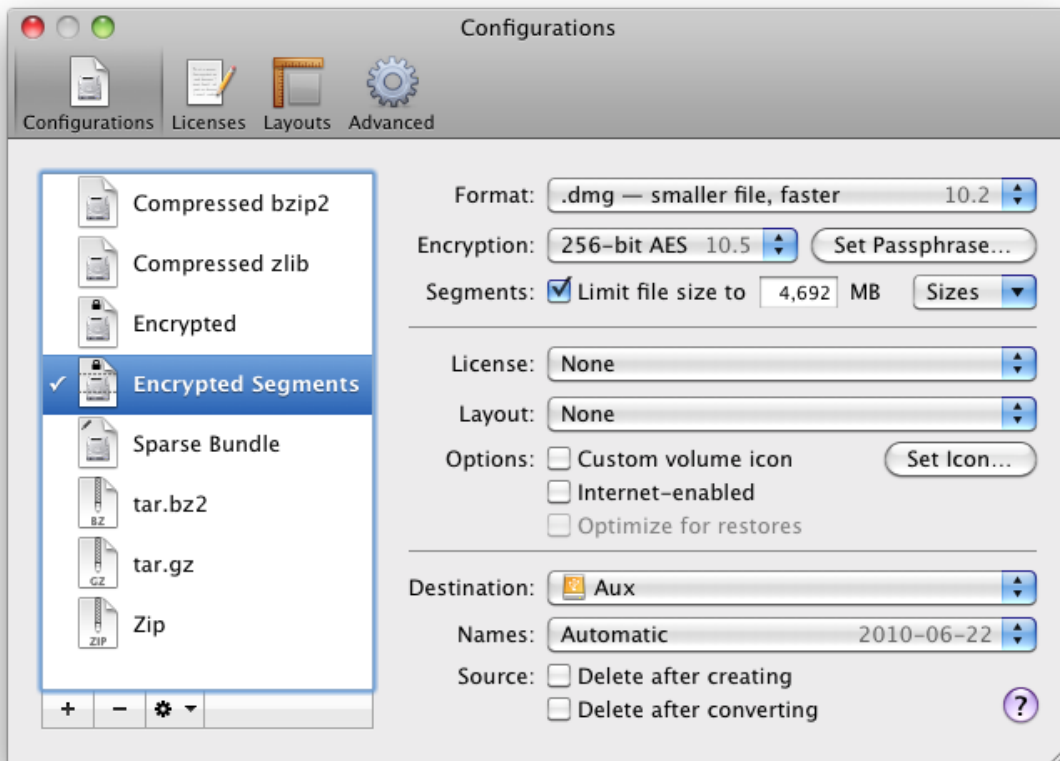 Configurations
Configurations Licenses Layouts Advanced
Compressed bzip2
Compressed zlib
Encrypted
✓ Encrypted Segments
Sparse Bundle
BZ tar.bz2
GZ tar.gz
ZIP Zip
+ −
Format: .dmg — smaller file, faster 10.2
Encryption: 256-bit AES 10.5 Set Passphrase...
Segments: Limit file size to 4,692 MB Sizes
License: None
Layout: None
Options: Custom volume icon Set Icon...
Internet-enabled
Optimize for restores
Destination: Aux
Names: Automatic 2010-06-22
Source: Delete after creating
Delete after converting ?